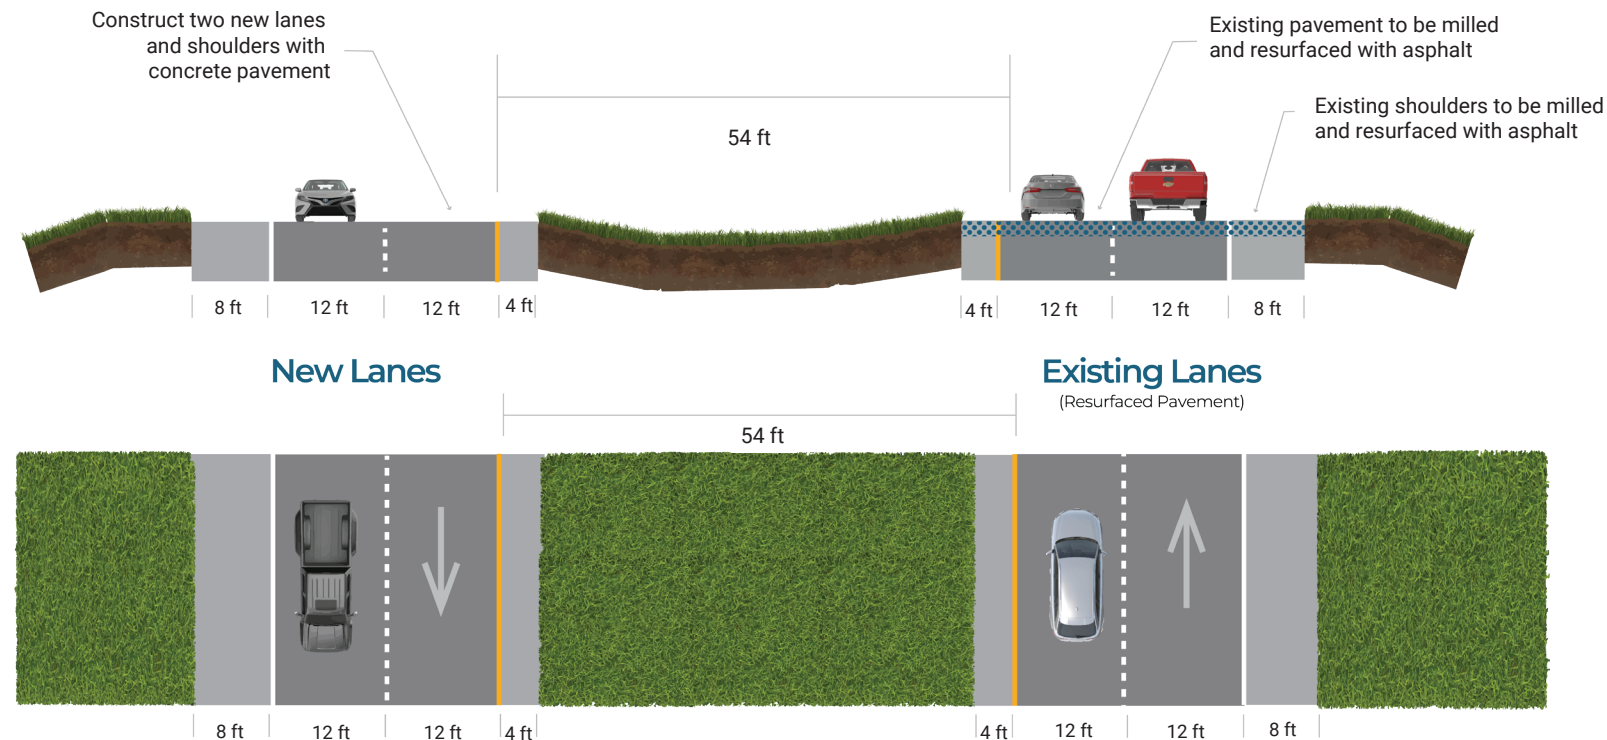 Construct two new lanes
and shoulders with
concrete pavement
Existing pavement to be milled
and resurfaced with asphalt
Existing shoulders to be milled
and resurfaced with asphalt
54 ft
8 ft
12 ft
12 ft
4 ft
4 ft
12 ft
12 ft
8 ft
New Lanes
Existing Lanes
(Resurfaced Pavement)
54 ft
8 ft
12 ft
12 ft
4 ft
4 ft
12 ft
12 ft
8 ft